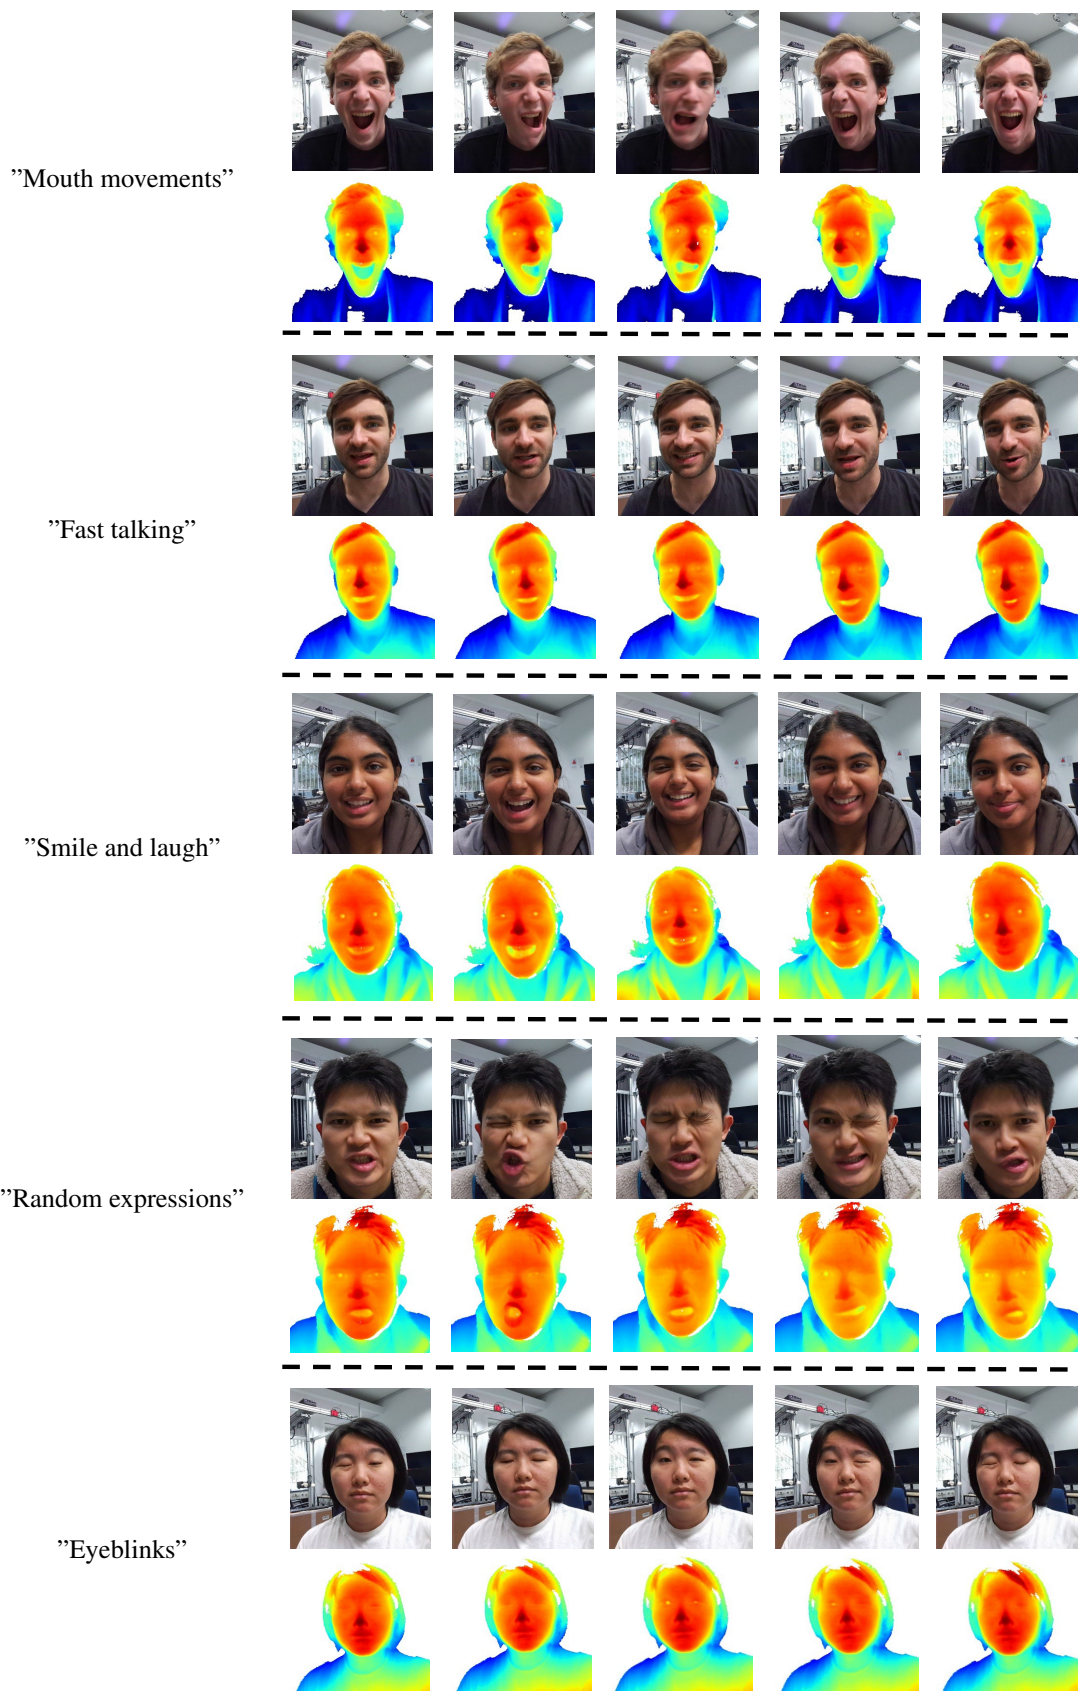 ”Mouth movements”
”Fast talking”
”Smile and laugh”
”Random expressions”
”Eyeblinks”